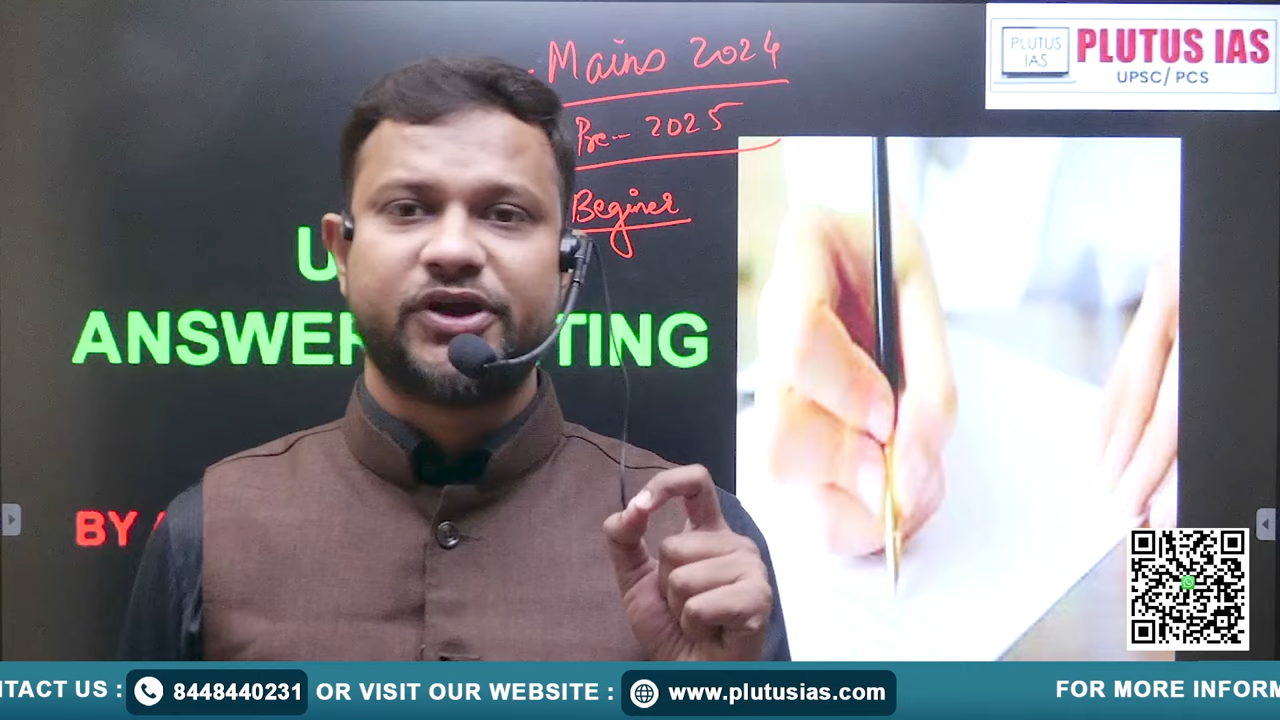 Mains 2024
Pre- 2025
Beginer
PLUTUS
IAS
PLUTUS IAS
UPSC/ PCS
U
ANSWER TING
BY
NTACT US :
8448440231
OR VISIT OUR WEBSITE :
www.plutusias.com
FOR MORE INFORM